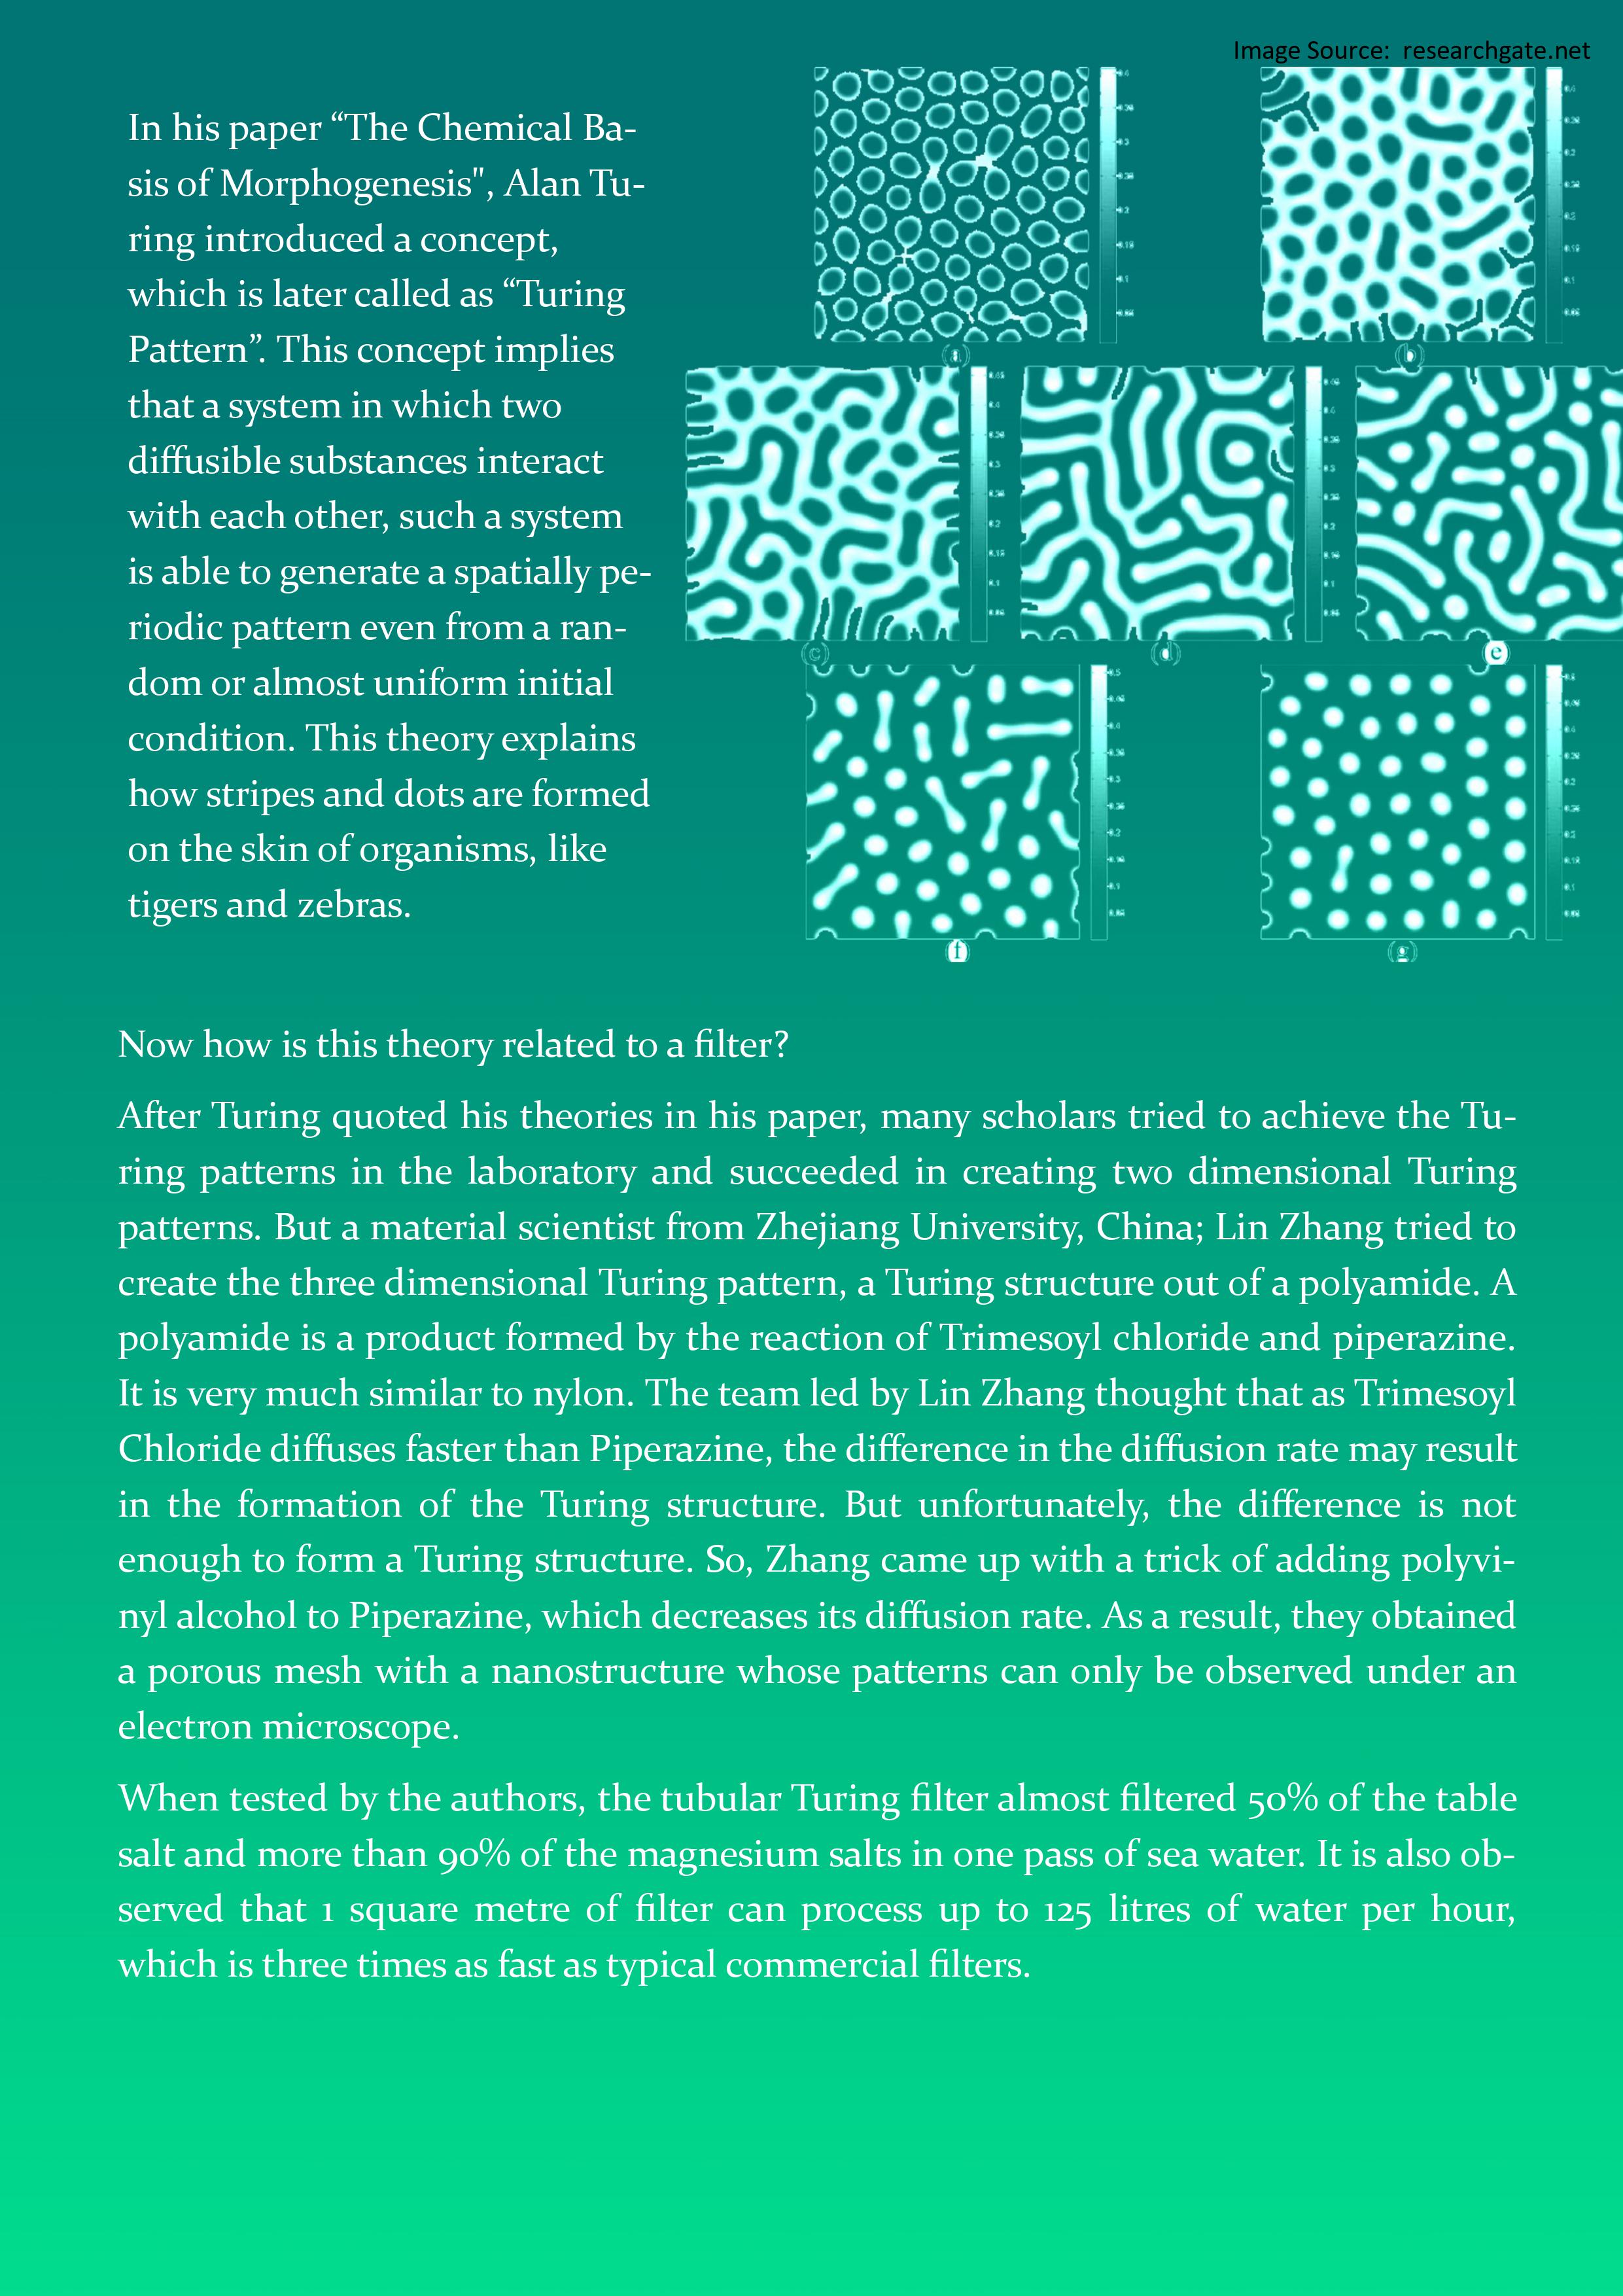 Image Source: researchgate.net
In his paper “The Chemical Ba-
sis of Morphogenesis", Alan Tu-
ring introduced a concept,
which is later called as “Turing
Pattern”. This concept implies
that a system in which two
diffusible substances interact
with each other, such a system
is able to generate a spatially pe-
riodic pattern even from a ran-
dom or almost uniform initial
condition. This theory explains
how stripes and dots are formed
on the skin of organisms, like
tigers and zebras.
(a)
(b)
(c)
(d)
(e)
(f)
(g)
Now how is this theory related to a filter?
After Turing quoted his theories in his paper, many scholars tried to achieve the Tu-
ring patterns in the laboratory and succeeded in creating two dimensional Turing
patterns. But a material scientist from Zhejiang University, China; Lin Zhang tried to
create the three dimensional Turing pattern, a Turing structure out of a polyamide. A
polyamide is a product formed by the reaction of Trimesoyl chloride and piperazine.
It is very much similar to nylon. The team led by Lin Zhang thought that as Trimesoyl
Chloride diffuses faster than Piperazine, the difference in the diffusion rate may result
in the formation of the Turing structure. But unfortunately, the difference is not
enough to form a Turing structure. So, Zhang came up with a trick of adding polyvi-
nyl alcohol to Piperazine, which decreases its diffusion rate. As a result, they obtained
a porous mesh with a nanostructure whose patterns can only be observed under an
electron microscope.
When tested by the authors, the tubular Turing filter almost filtered 50% of the table
salt and more than 90% of the magnesium salts in one pass of sea water. It is also ob-
served that 1 square metre of filter can process up to 125 litres of water per hour,
which is three times as fast as typical commercial filters.